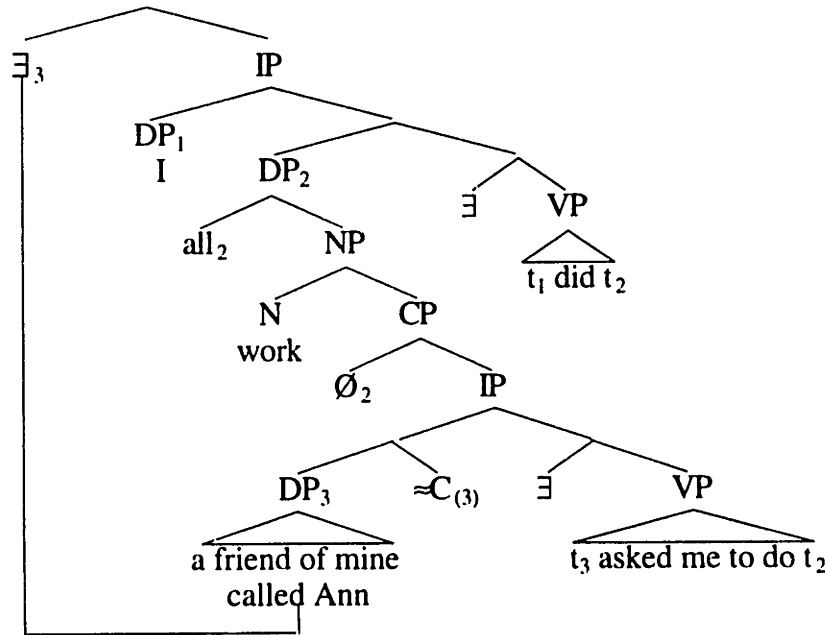 ∃₃ IP
DP₁
I DP₂ ∃ VP
all₂ NP
t₁ did t₂
N CP
work
Ø₂ IP
DP₃ ≈C₍₃₎ ∃ VP
a friend of mine t₃ asked me to do t₂
called Ann